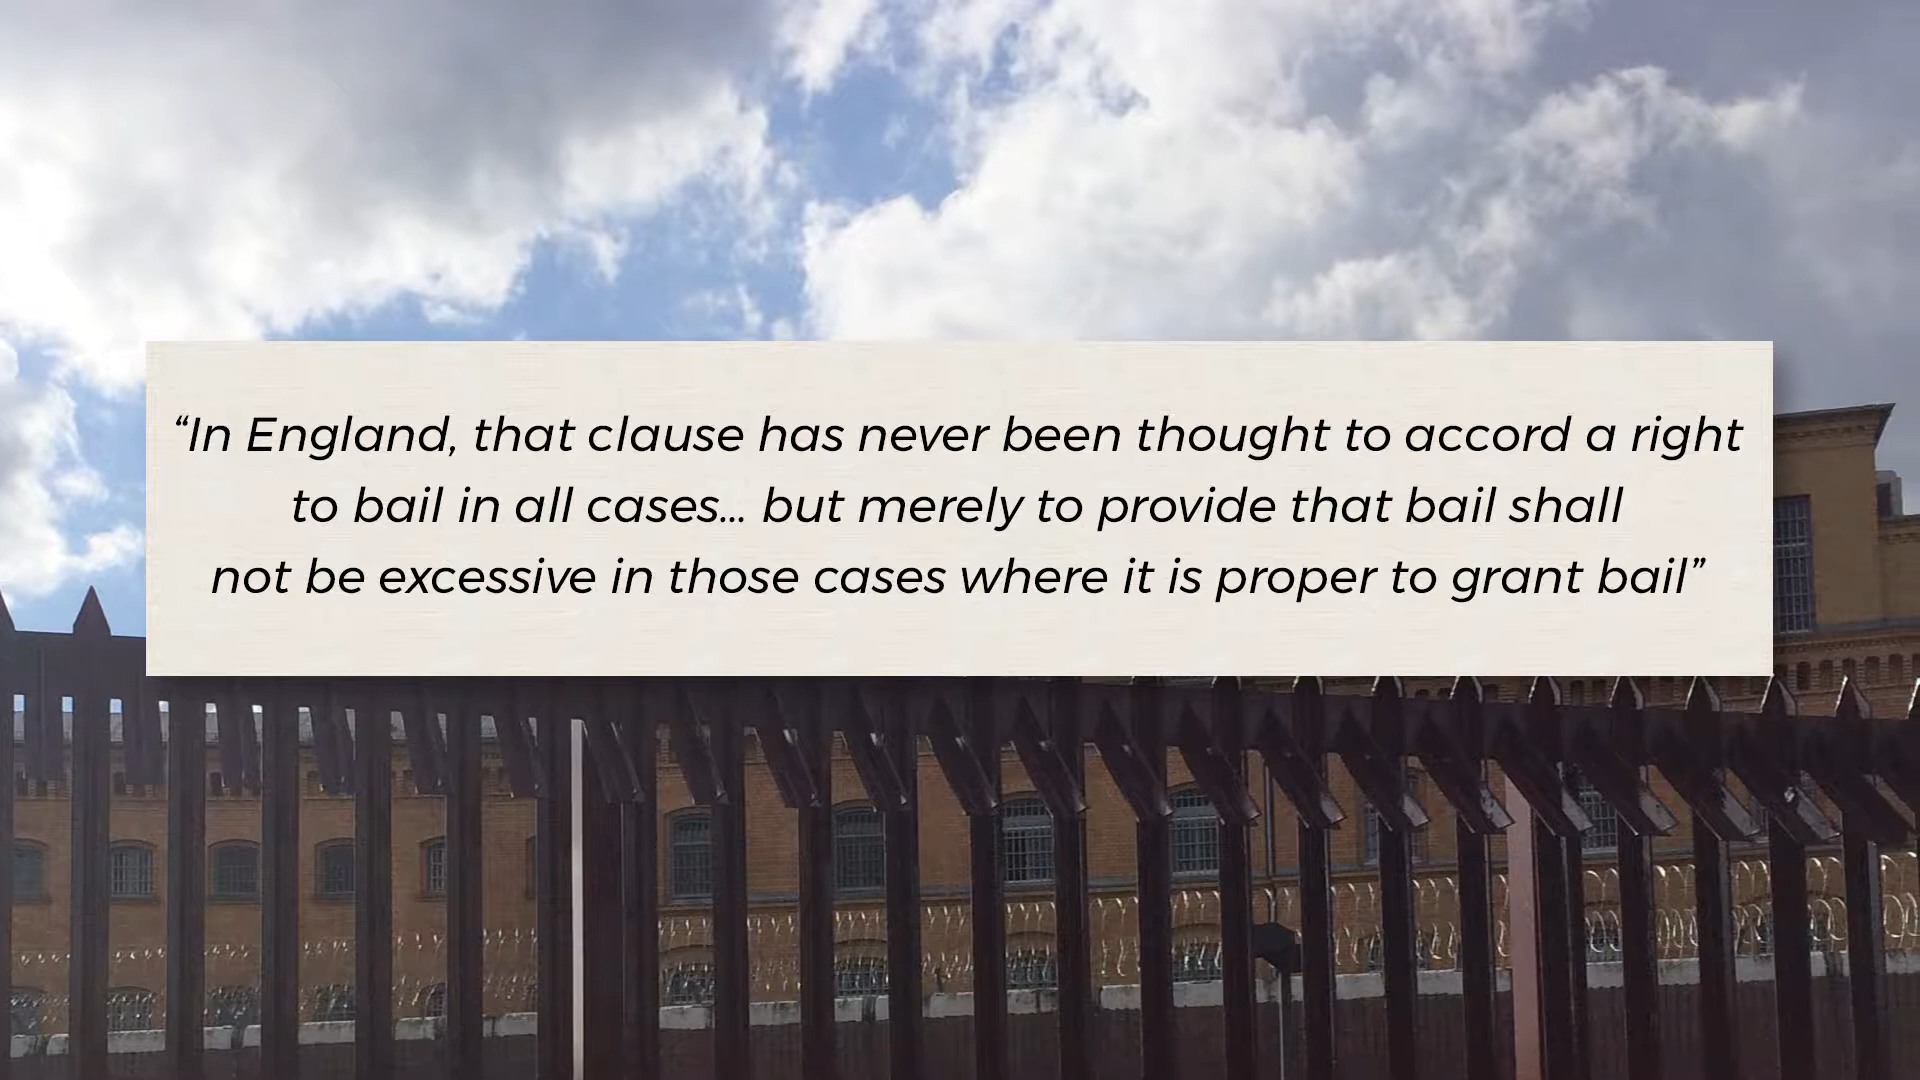 “In England, that clause has never been thought to accord a right
to bail in all cases... but merely to provide that bail shall
not be excessive in those cases where it is proper to grant bail”